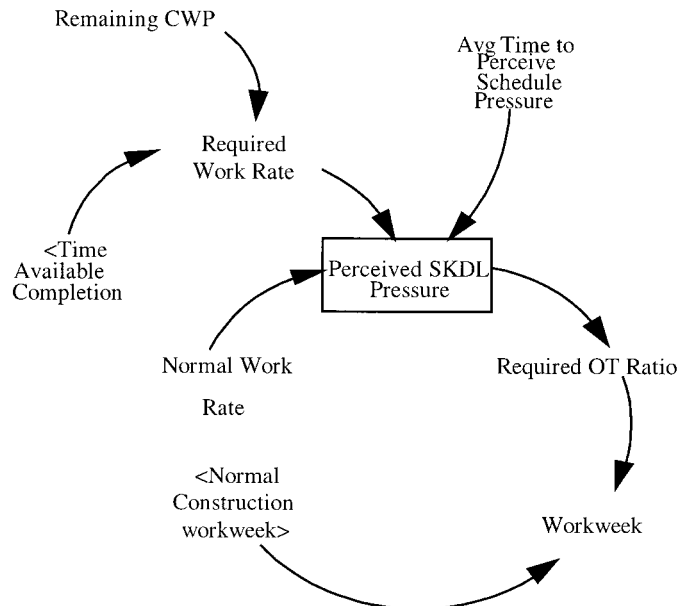 Remaining CWP
Avg Time to
Perceive
Schedule
Pressure
Required
Work Rate
<Time
Available
Completion
Perceived SKDL
Pressure
Normal Work
Rate
Required OT Ratio
<Normal
Construction
workweek>
Workweek